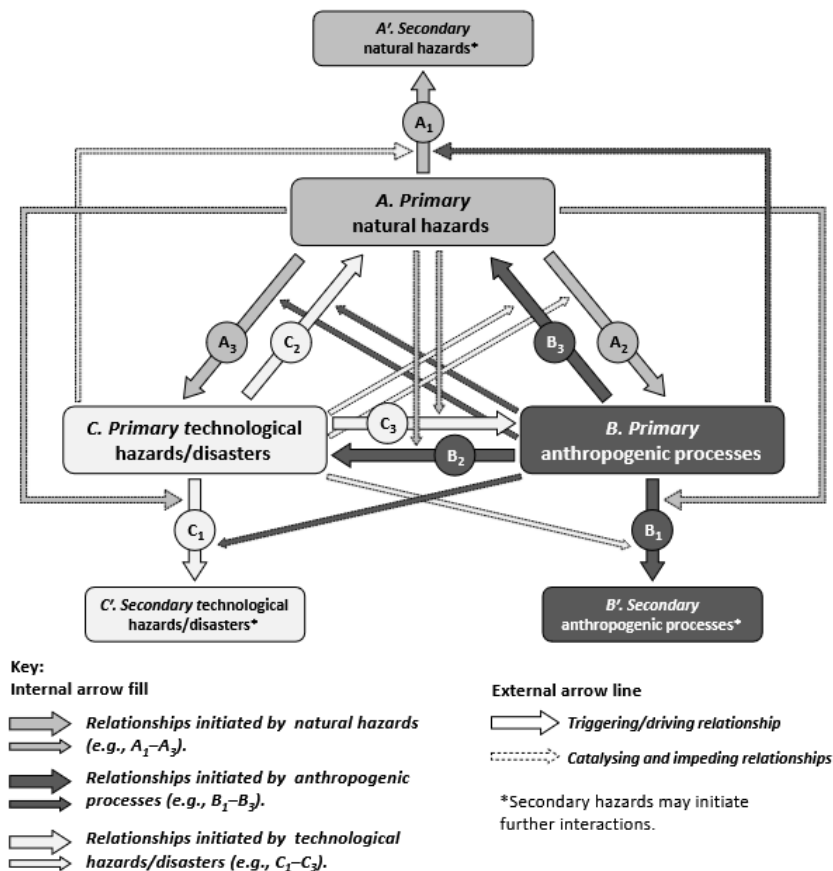 A′. Secondary
natural hazards*
A₁
A. Primary
natural hazards
A₃
C₂
B₃
A₂
C. Primary technological
hazards/disasters
C₃
B₂
B. Primary
anthropogenic processes
C₁
B₁
C′. Secondary technological
hazards/disasters*
B′. Secondary
anthropogenic processes*
Key:
Internal arrow fill
Relationships initiated by natural hazards
(e.g., A₁–A₃).
Relationships initiated by anthropogenic
processes (e.g., B₁–B₃).
Relationships initiated by technological
hazards/disasters (e.g., C₁–C₃).
External arrow line
Triggering/driving relationship
Catalysing and impeding relationships
*Secondary hazards may initiate
further interactions.